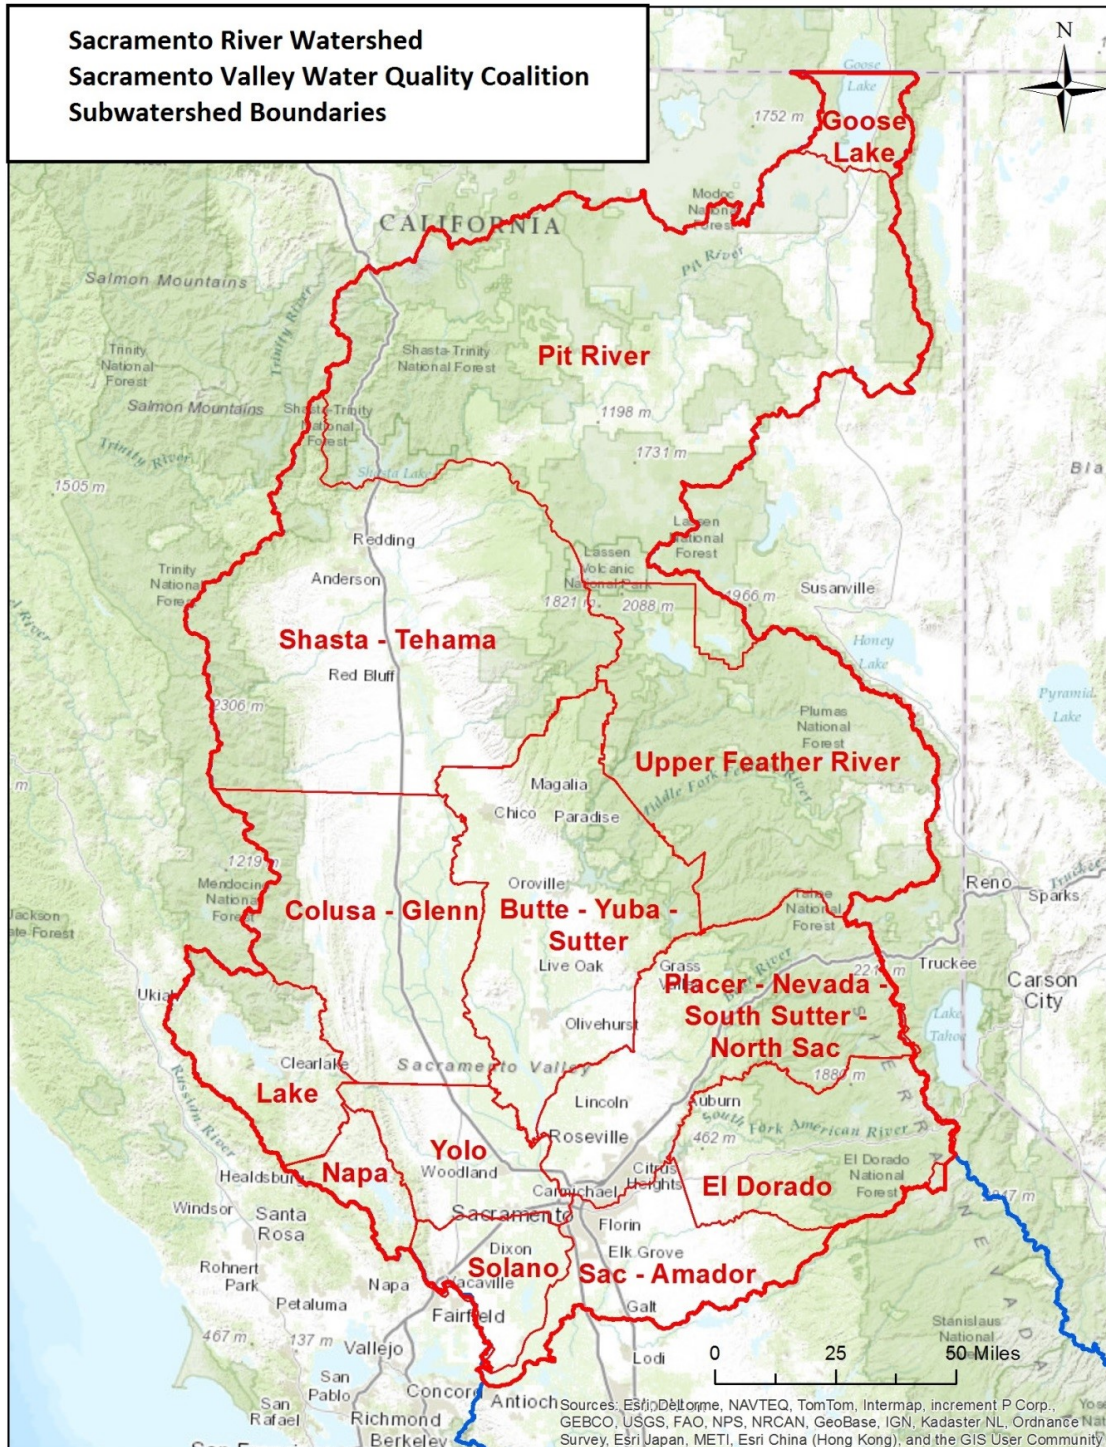 Sacramento River Watershed
Sacramento Valley Water Quality Coalition
Subwatershed Boundaries
N
Goose
Lake
1752 m
Goose
Lake
Modoc
National
Forest
CALIFORNIA
Pit River
Salmon Mountains
Trinity River
Pit River
Trinity
National
Forest
Shasta-Trinity
National Forest
Salmon Mountains
Shasta-Trinity
National
Forest
1198 m
Trinity River
1731 m
Shasta Lake
1505 m
Redding
Lassen
National
Forest
Trinity
National
Forest
Anderson
Lassen
Volcanic
National Park
1821 m
2088 m
1966 m
Susanville
Shasta - Tehama
Honey
Lake
Red Bluff
2306 m
Pyramid
Lake
Plumas
National
Forest
Upper Feather River
Middle Fork Feather River
Magalia
Chico
Paradise
1219 m
Mendocino
National
Forest
Oroville
Reno
Sparks
Truckee
Jackson
Colusa - Glenn
Butte - Yuba -
Sutter
Tahoe
National
Forest
Live Oak
Grass
Valley
Bear River
Truckee
Carson
City
Ukiah
Placer - Nevada -
South Sutter -
North Sac
Lake
Tahoe
Olivehurst
Clearlake
Sacramento Valley
SIERRA NEVADA
1880 m
Lake
Russian River
Lincoln
Auburn
South Fork American River
Roseville
462 m
Yolo
Woodland
Napa
Healdsburg
Citrus
Heights
El Dorado
El Dorado
National
Forest
Carmichael
Windsor
Santa
Rosa
Sacramento
Florin
Dixon
Elk Grove
Rohnert
Park
Solano
Sac - Amador
Napa
Vacaville
Petaluma
Fairfield
Galt
467 m
137 m
Vallejo
Lodi
Stanislaus
National
0 25 50 Miles
San
Pablo
Concord
Antioch
San
Rafael
Richmond
Berkeley
Sources: Esri, DeLorme, NAVTEQ, TomTom, Intermap, increment P Corp.,
GEBCO, USGS, FAO, NPS, NRCAN, GeoBase, IGN, Kadaster NL, Ordnance
Survey, Esri Japan, METI, Esri China (Hong Kong), and the GIS User Community